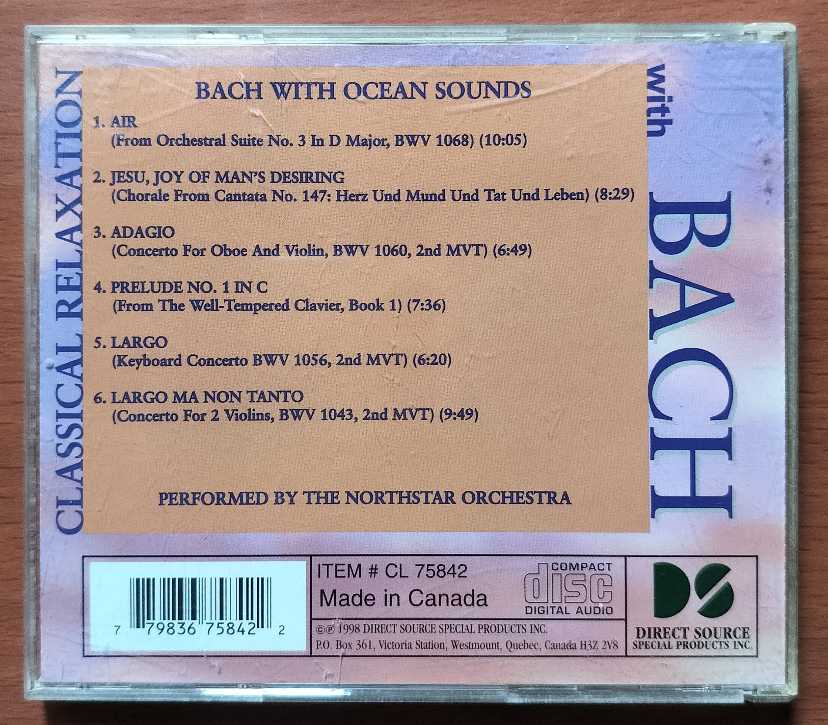 CLASSICAL RELAXATION
with
BACH
BACH WITH OCEAN SOUNDS
1. AIR
(From Orchestral Suite No. 3 In D Major, BWV 1068) (10:05)
2. JESU, JOY OF MAN'S DESIRING
(Chorale From Cantata No. 147: Herz Und Mund Und Tat Und Leben) (8:29)
3. ADAGIO
(Concerto For Oboe And Violin, BWV 1060, 2nd MVT) (6:49)
4. PRELUDE NO. 1 IN C
(From The Well-Tempered Clavier, Book 1) (7:36)
5. LARGO
(Keyboard Concerto BWV 1056, 2nd MVT) (6:20)
6. LARGO MA NON TANTO
(Concerto For 2 Violins, BWV 1043, 2nd MVT) (9:49)
PERFORMED BY THE NORTHSTAR ORCHESTRA
7 79836 75842 2
ITEM # CL 75842
Made in Canada
COMPACT
disc
DIGITAL AUDIO
©℗ 1998 DIRECT SOURCE SPECIAL PRODUCTS INC.
P.O. Box 361, Victoria Station, Westmount, Quebec, Canada H3Z 2V8
DS
DIRECT SOURCE
SPECIAL PRODUCTS INC.